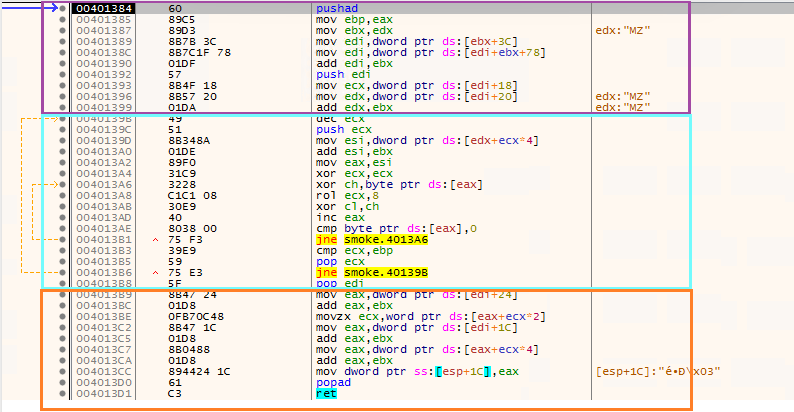 00401384 60 pushad
00401385 89C5 mov ebp,eax
00401387 89D3 mov ebx,edx edx:"MZ"
00401389 8B7B 3C mov edi,dword ptr ds:[ebx+3C]
0040138C 8B7C1F 78 mov edi,dword ptr ds:[edi+ebx+78]
00401390 01DF add edi,ebx
00401392 57 push edi
00401393 8B4F 18 mov ecx,dword ptr ds:[edi+18]
00401396 8B57 20 mov edx,dword ptr ds:[edi+20] edx:"MZ"
00401399 01DA add edx,ebx edx:"MZ"
0040139B 49 dec ecx
0040139C 51 push ecx
0040139D 8B348A mov esi,dword ptr ds:[edx+ecx*4]
004013A0 01DE add esi,ebx
004013A2 89F0 mov eax,esi
004013A4 31C9 xor ecx,ecx
004013A6 3228 xor ch,byte ptr ds:[eax]
004013A8 C1C1 08 rol ecx,8
004013AB 30E9 xor cl,ch
004013AD 40 inc eax
004013AE 8038 00 cmp byte ptr ds:[eax],0
004013B1 ^ 75 F3 jne smoke.4013A6
004013B3 39E9 cmp ecx,ebp
004013B5 59 pop ecx
004013B6 ^ 75 E3 jne smoke.40139B
004013B8 5F pop edi
004013B9 8B47 24 mov eax,dword ptr ds:[edi+24]
004013BC 01D8 add eax,ebx
004013BE 0FB70C48 movzx ecx,word ptr ds:[eax+ecx*2]
004013C2 8B47 1C mov eax,dword ptr ds:[edi+1C]
004013C5 01D8 add eax,ebx
004013C7 8B0488 mov eax,dword ptr ds:[eax+ecx*4]
004013CA 01D8 add eax,ebx
004013CC 894424 1C mov dword ptr ss:[esp+1C],eax [esp+1C]:"é•Ð\x03"
004013D0 61 popad
004013D1 C3 ret